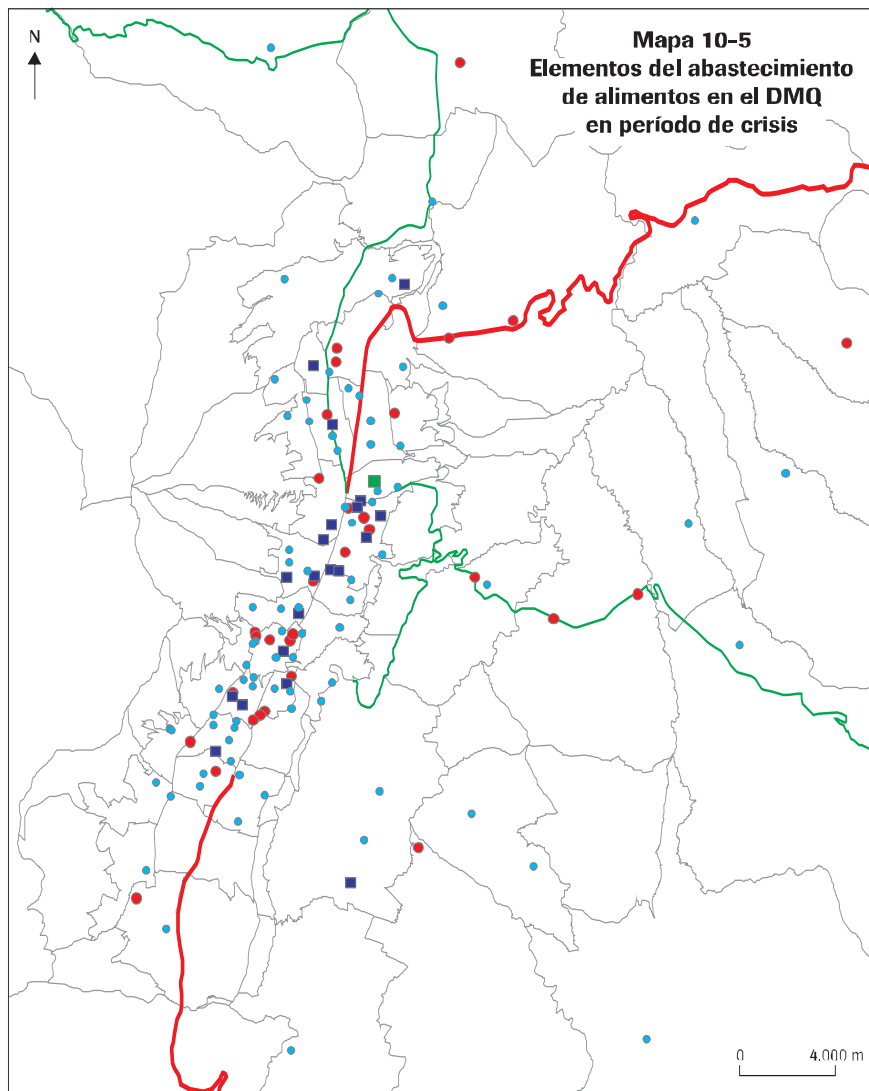 N
Mapa 10-5
Elementos del abastecimiento
de alimentos en el DMQ
en período de crisis
0 4.000 m